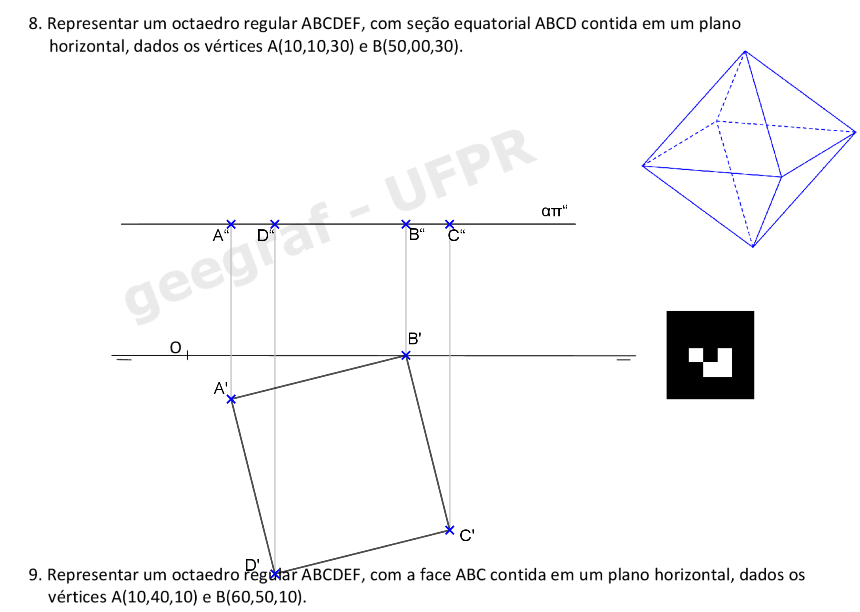 8. Representar um octaedro regular ABCDEF, com seção equatorial ABCD contida em um plano
horizontal, dados os vértices A(10,10,30) e B(50,00,30).
geegraf - UFPR
απ“
A“ D“ B“ C“
O
B'
A'
C'
D'
9. Representar um octaedro regular ABCDEF, com a face ABC contida em um plano horizontal, dados os
vértices A(10,40,10) e B(60,50,10).